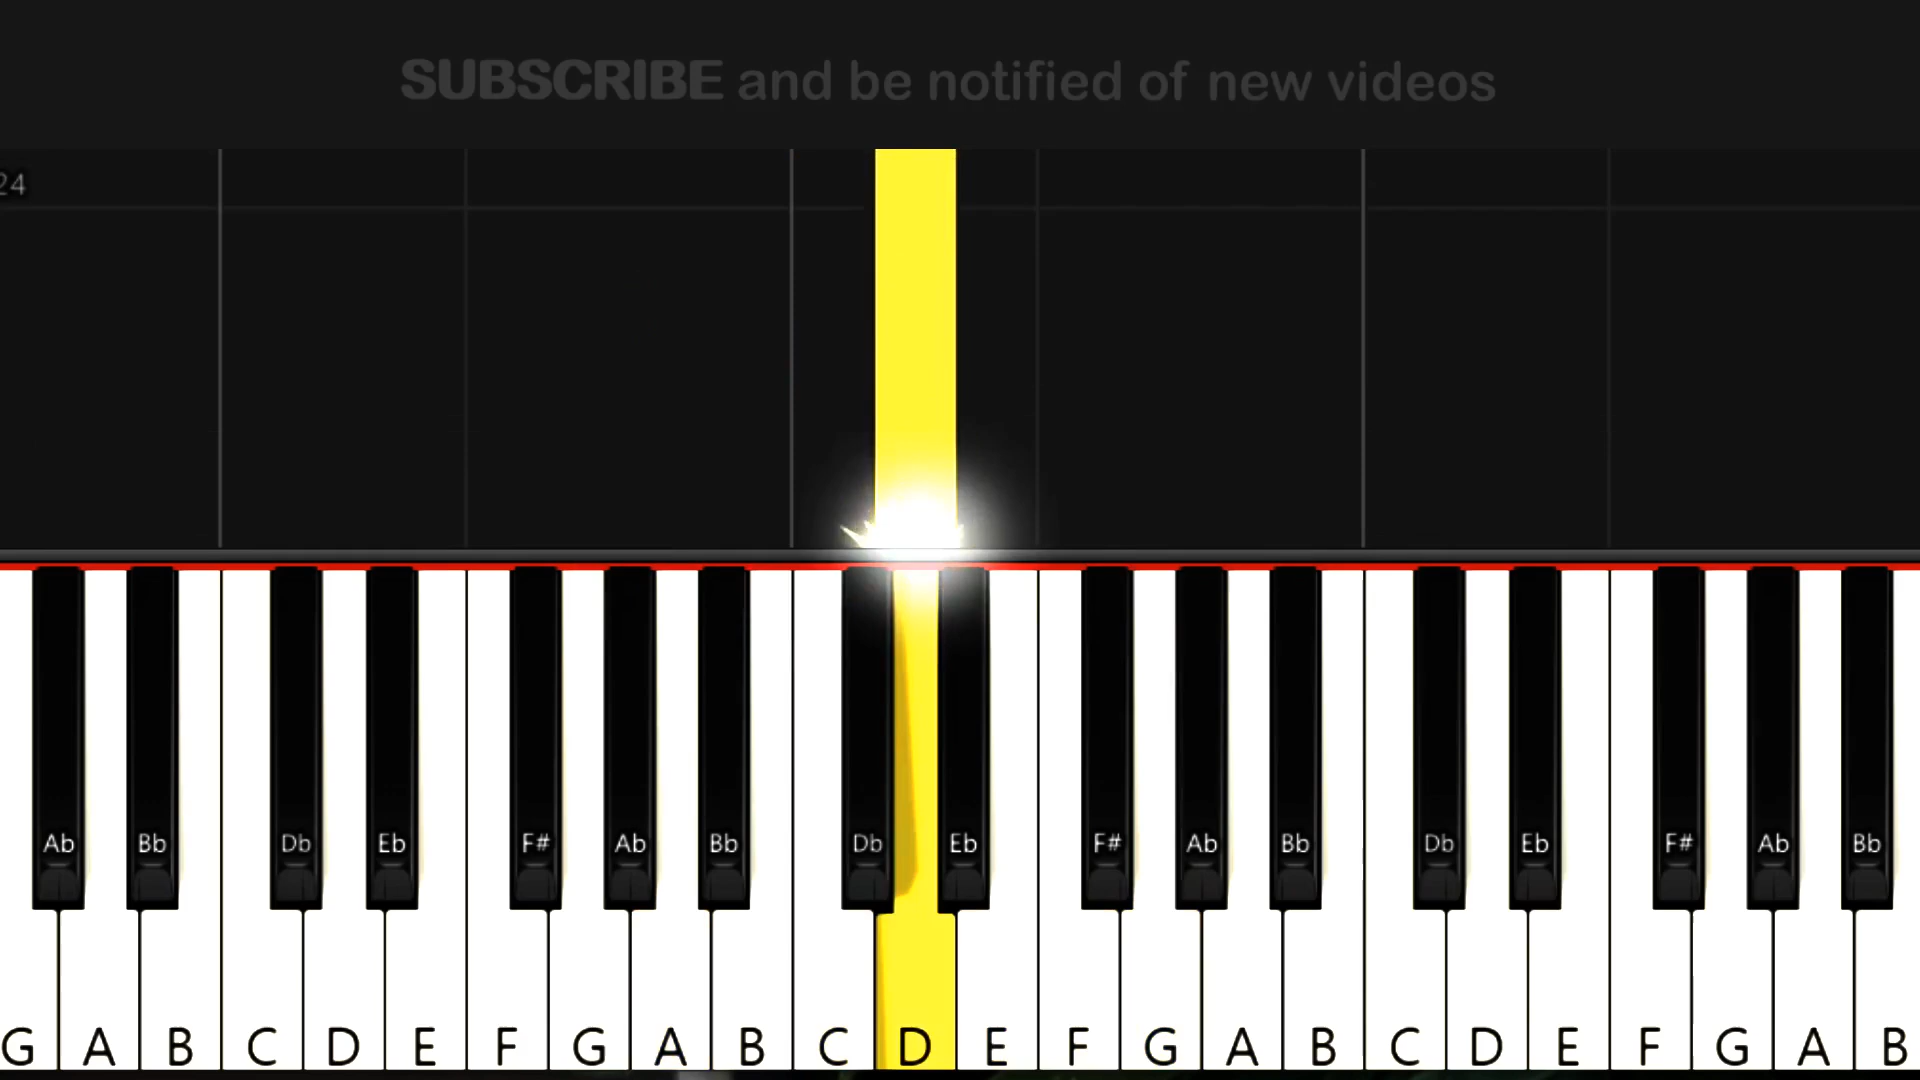 SUBSCRIBE and be notified of new videos
24
Ab Bb Db Eb F# Ab Bb Db Eb F# Ab Bb Db Eb F# Ab Bb
G A B C D E F G A B C D E F G A B C D E F G A B